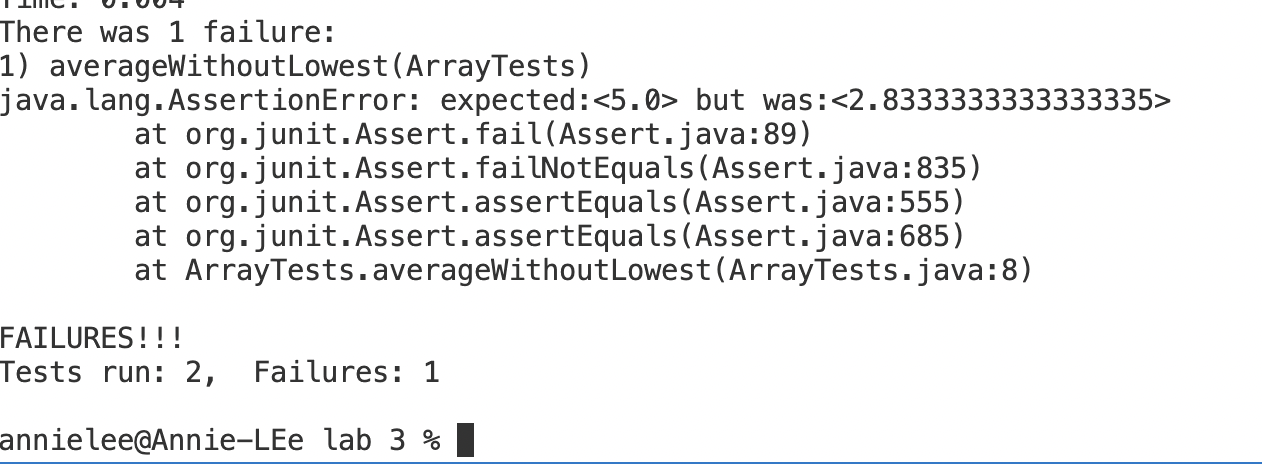 Time: 0.004
There was 1 failure:
1) averageWithoutLowest(ArrayTests)
java.lang.AssertionError: expected:<5.0> but was:<2.8333333333333335>
        at org.junit.Assert.fail(Assert.java:89)
        at org.junit.Assert.failNotEquals(Assert.java:835)
        at org.junit.Assert.assertEquals(Assert.java:555)
        at org.junit.Assert.assertEquals(Assert.java:685)
        at ArrayTests.averageWithoutLowest(ArrayTests.java:8)
FAILURES!!!
Tests run: 2,  Failures: 1
annielee@Annie-LEe lab 3 %